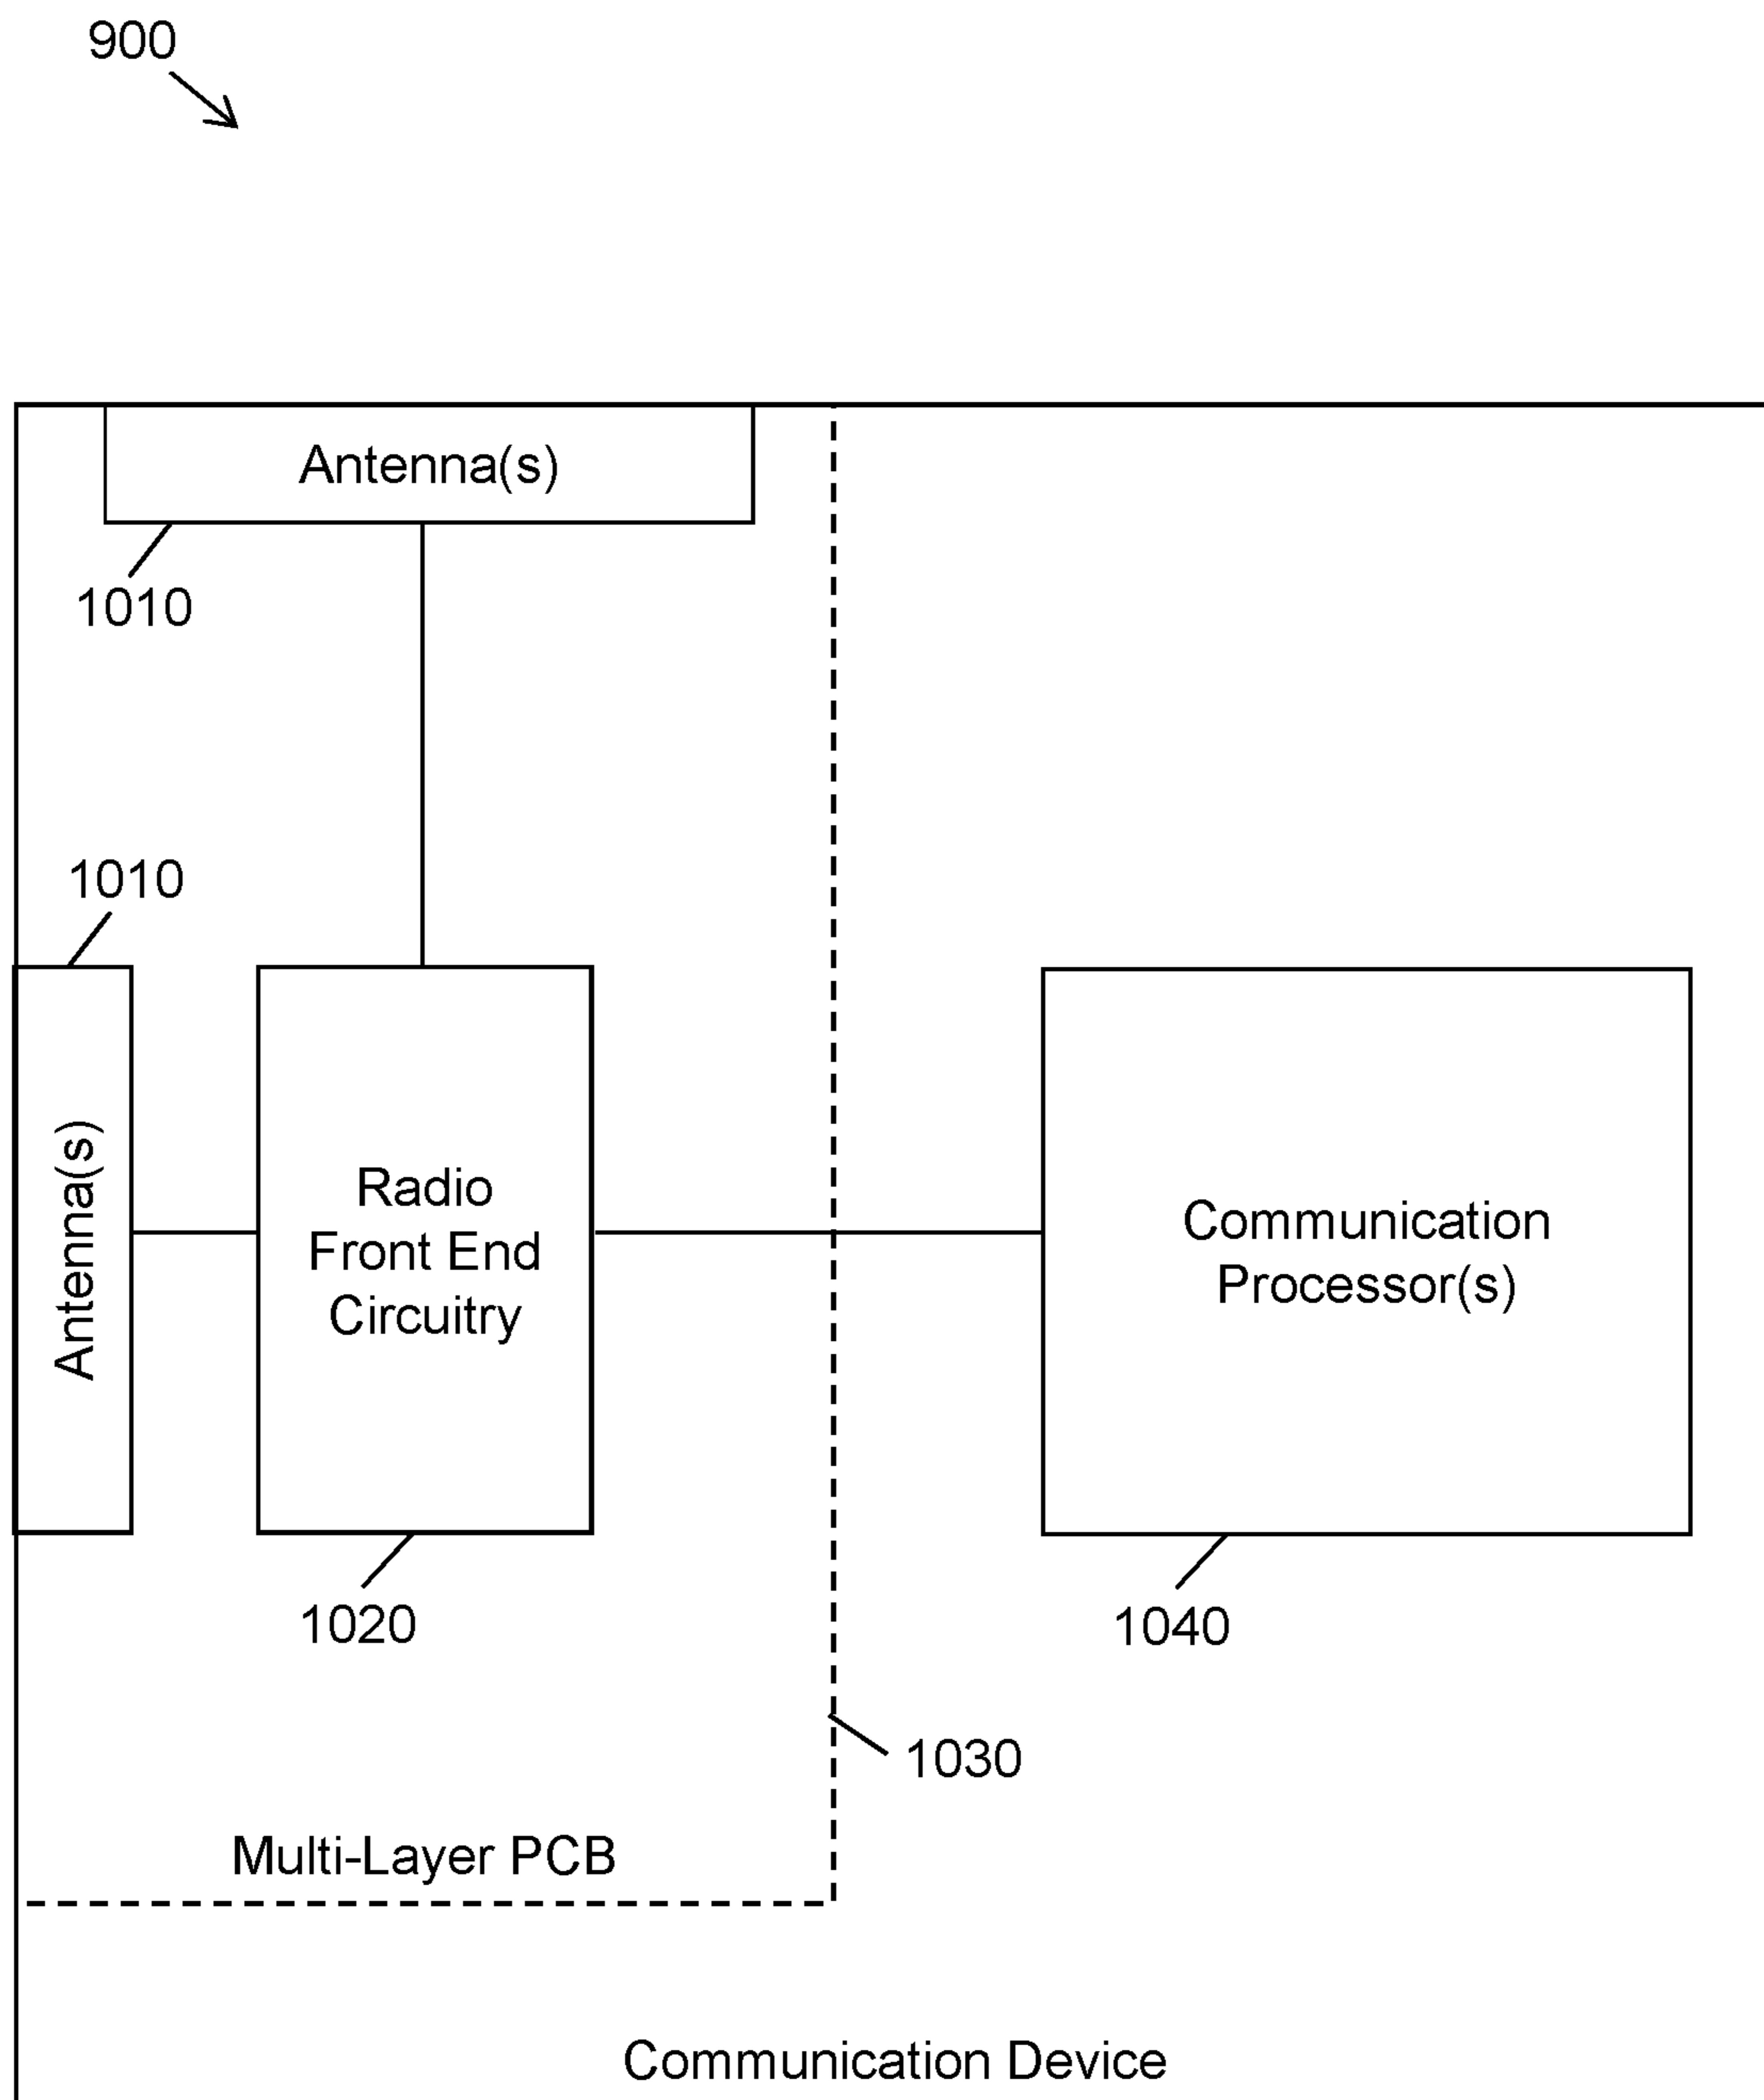 900
Antenna(s)
1010
1010
Antenna(s)
Radio
Front End
Circuitry
Communication
Processor(s)
1020
1040
1030
Multi-Layer PCB
Communication Device